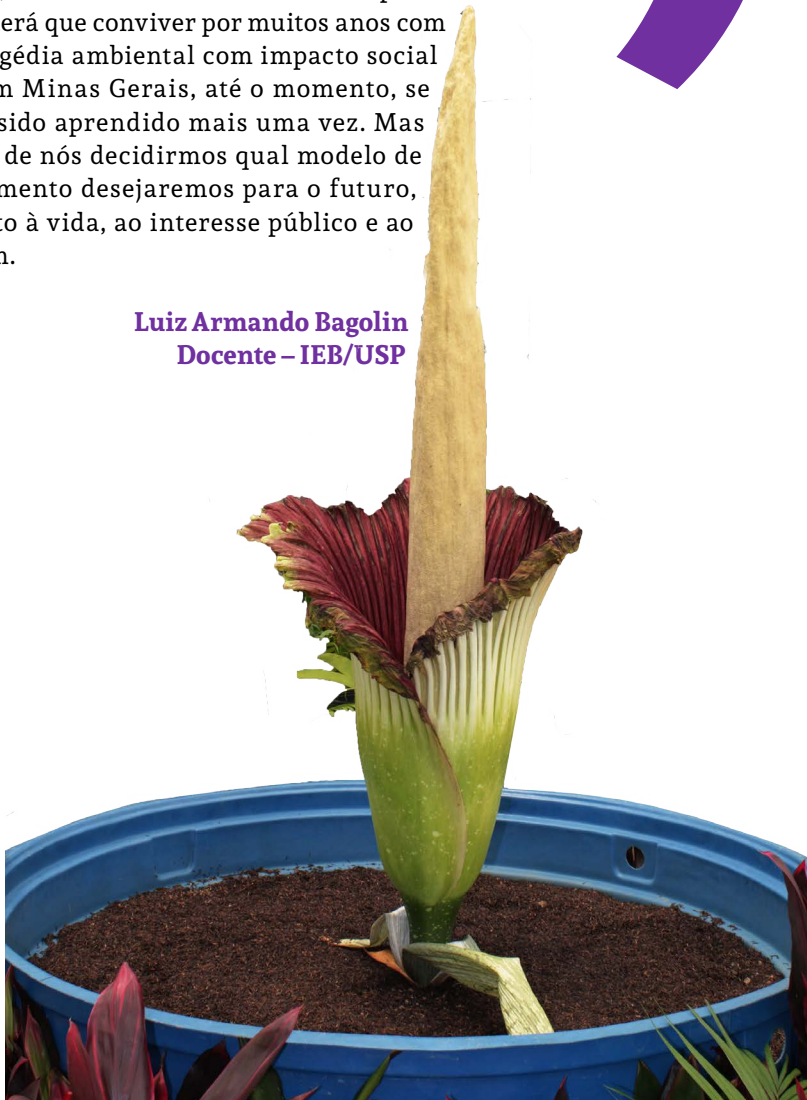 erá que conviver por muitos anos com
gédia ambiental com impacto social
m Minas Gerais, até o momento, se
sido aprendido mais uma vez. Mas
de nós decidirmos qual modelo de
mento desejaremos para o futuro,
to à vida, ao interesse público e ao
m.
Luiz Armando Bagolin
Docente – IEB/USP